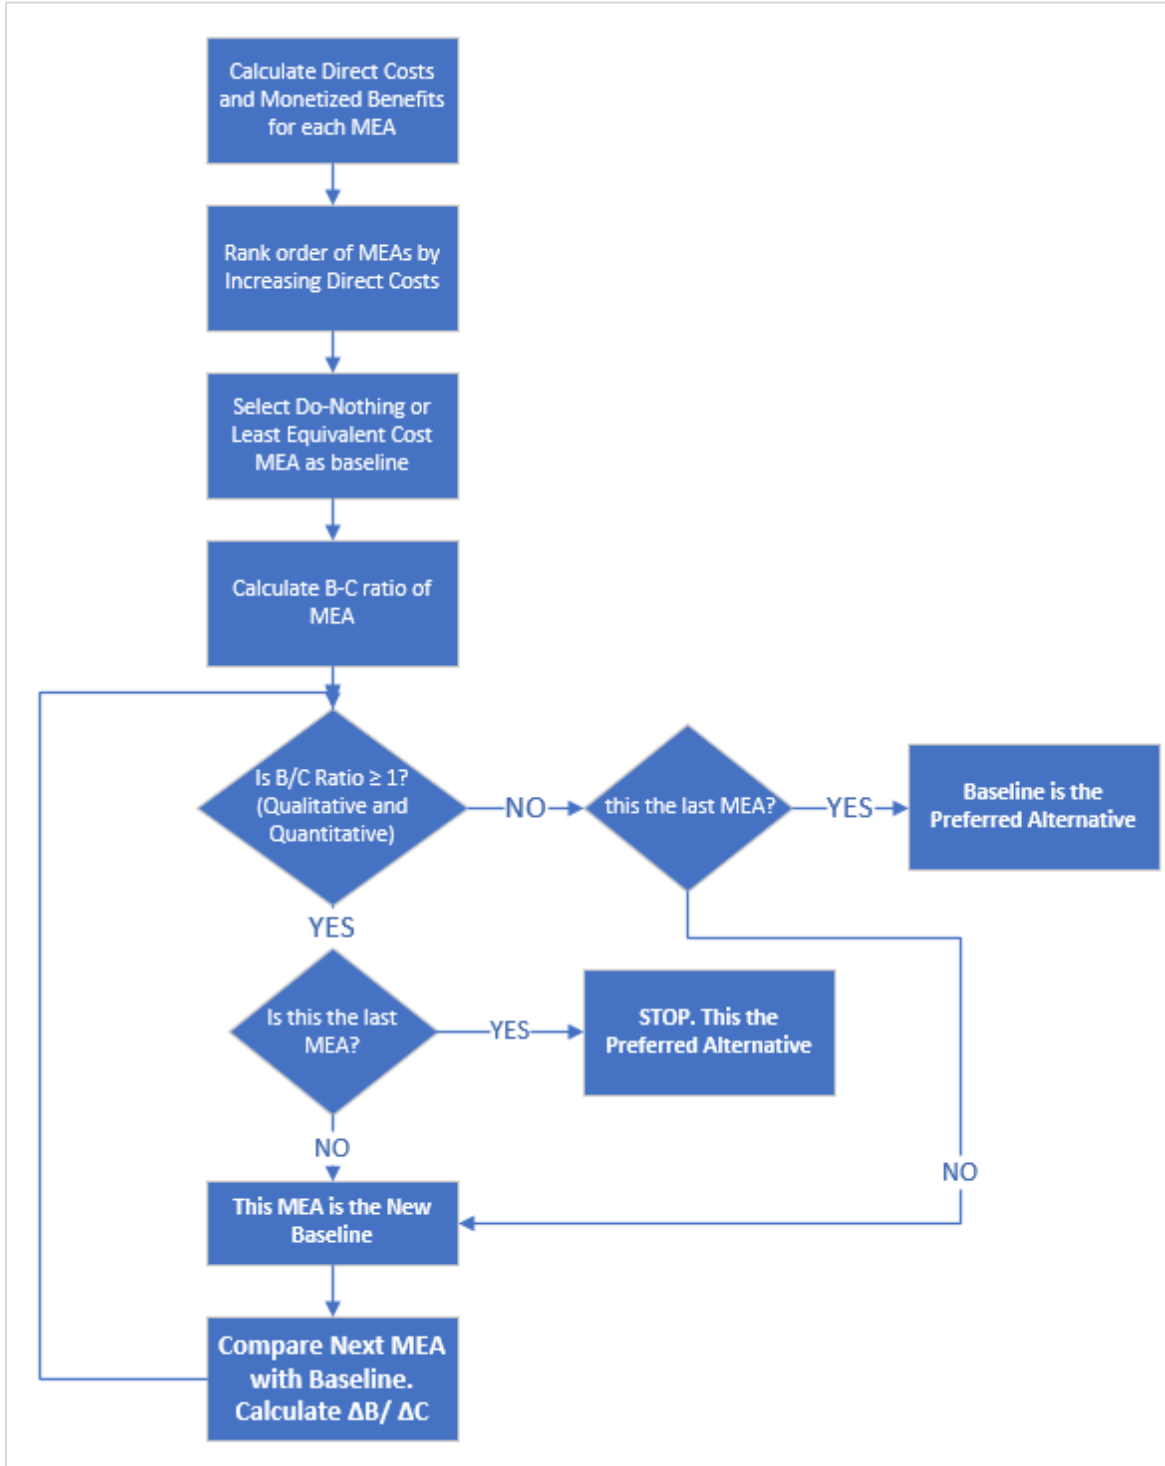 Calculate Direct Costs
and Monetized Benefits
for each MEA
Rank order of MEAs by
Increasing Direct Costs
Select Do-Nothing or
Least Equivalent Cost
MEA as baseline
Calculate B-C ratio of
MEA
Is B/C Ratio ≥ 1?
(Qualitative and
Quantitative)
NO
this the last MEA?
YES
Baseline is the
Preferred Alternative
YES
Is this the last
MEA?
YES
STOP. This the
Preferred Alternative
NO
NO
This MEA is the New
Baseline
Compare Next MEA
with Baseline.
Calculate ΔB/ ΔC